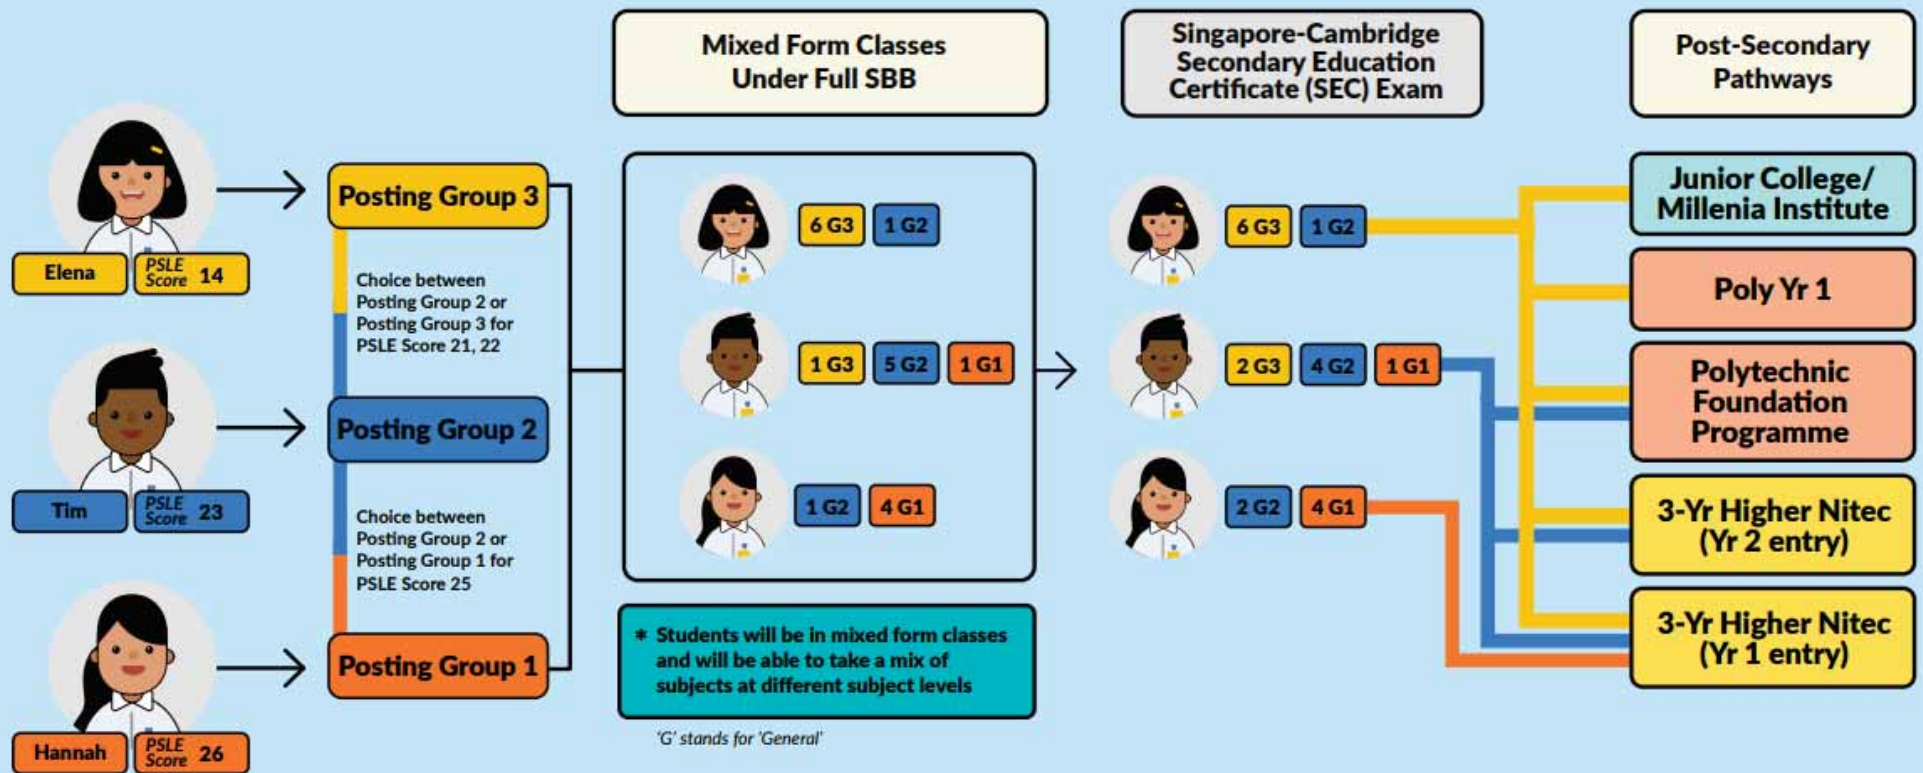 Mixed Form Classes
Under Full SBB
Singapore-Cambridge
Secondary Education
Certificate (SEC) Exam
Post-Secondary
Pathways
Elena
PSLE
Score 14
Posting Group 3
Choice between
Posting Group 2 or
Posting Group 3 for
PSLE Score 21, 22
Tim
PSLE
Score 23
Posting Group 2
Choice between
Posting Group 2 or
Posting Group 1 for
PSLE Score 25
Hannah
PSLE
Score 26
Posting Group 1
6 G3 1 G2
1 G3 5 G2 1 G1
1 G2 4 G1
* Students will be in mixed form classes
and will be able to take a mix of
subjects at different subject levels
'G' stands for 'General'
6 G3 1 G2
2 G3 4 G2 1 G1
2 G2 4 G1
Junior College/
Millenia Institute
Poly Yr 1
Polytechnic
Foundation
Programme
3-Yr Higher Nitec
(Yr 2 entry)
3-Yr Higher Nitec
(Yr 1 entry)